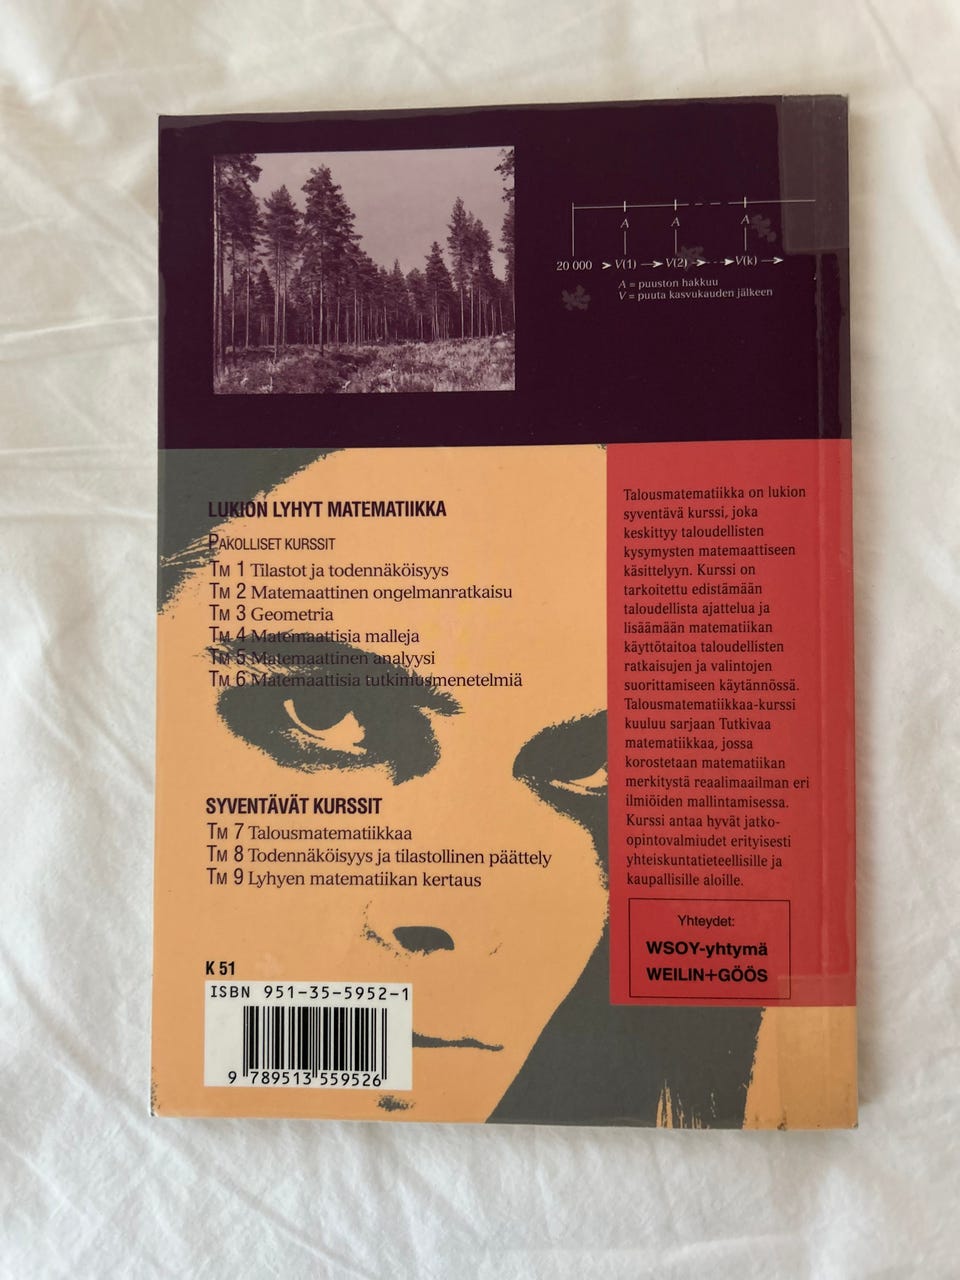 A A A
20 000 V(1) V(2) V(k)
A = puuston hakkuu
V = puuta kasvukauden jälkeen
LUKION LYHYT MATEMATIIKKA
PAKOLLISET KURSSIT
TM 1 Tilastot ja todennäköisyys
TM 2 Matemaattinen ongelmanratkaisu
TM 3 Geometria
TM 4 Matemaattisia malleja
TM 5 Matemaattinen analyysi
TM 6 Matemaattisia tutkimusmenetelmiä
SYVENTÄVÄT KURSSIT
TM 7 Talousmatematiikkaa
TM 8 Todennäköisyys ja tilastollinen päättely
TM 9 Lyhyen matematiikan kertaus
K 51
ISBN 951-35-5952-1
9 789513 559526
Talousmatematiikka on lukion
syventävä kurssi, joka
keskittyy taloudellisten
kysymysten matemaattiseen
käsittelyyn. Kurssi on
tarkoitettu edistämään
taloudellista ajattelua ja
lisäämään matematiikan
käyttötaitoa taloudellisten
ratkaisujen ja valintojen
suorittamiseen käytännössä.
Talousmatematiikkaa-kurssi
kuuluu sarjaan Tutkivaa
matematiikkaa, jossa
korostetaan matematiikan
merkitystä reaalimaailman eri
ilmiöiden mallintamisessa.
Kurssi antaa hyvät jatko-
opintovalmiudet erityisesti
yhteiskuntatieteellisille ja
kaupallisille aloille.
Yhteydet:
WSOY-yhtymä
WEILIN+GÖÖS